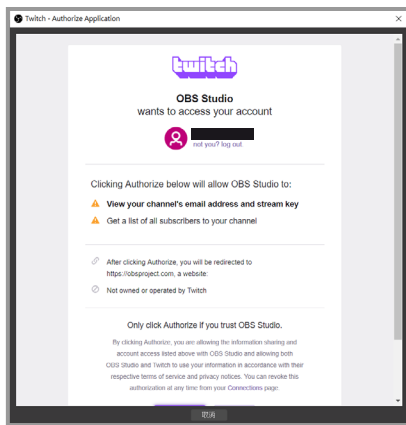 Twitch - Authorize Application
twitch
OBS Studio
wants to access your account
not you? log out
Clicking Authorize below will allow OBS Studio to:
View your channel's email address and stream key
Get a list of all subscribers to your channel
After clicking Authorize, you will be redirected to
https://obsproject.com, a website:
Not owned or operated by Twitch
Only click Authorize if you trust OBS Studio.
By clicking Authorize, you are allowing the information sharing and
account access listed above with OBS Studio and allowing both
OBS Studio and Twitch to use your information in accordance with their
respective terms of service and privacy notices. You can revoke this
authorization at any time from your Connections page
取消